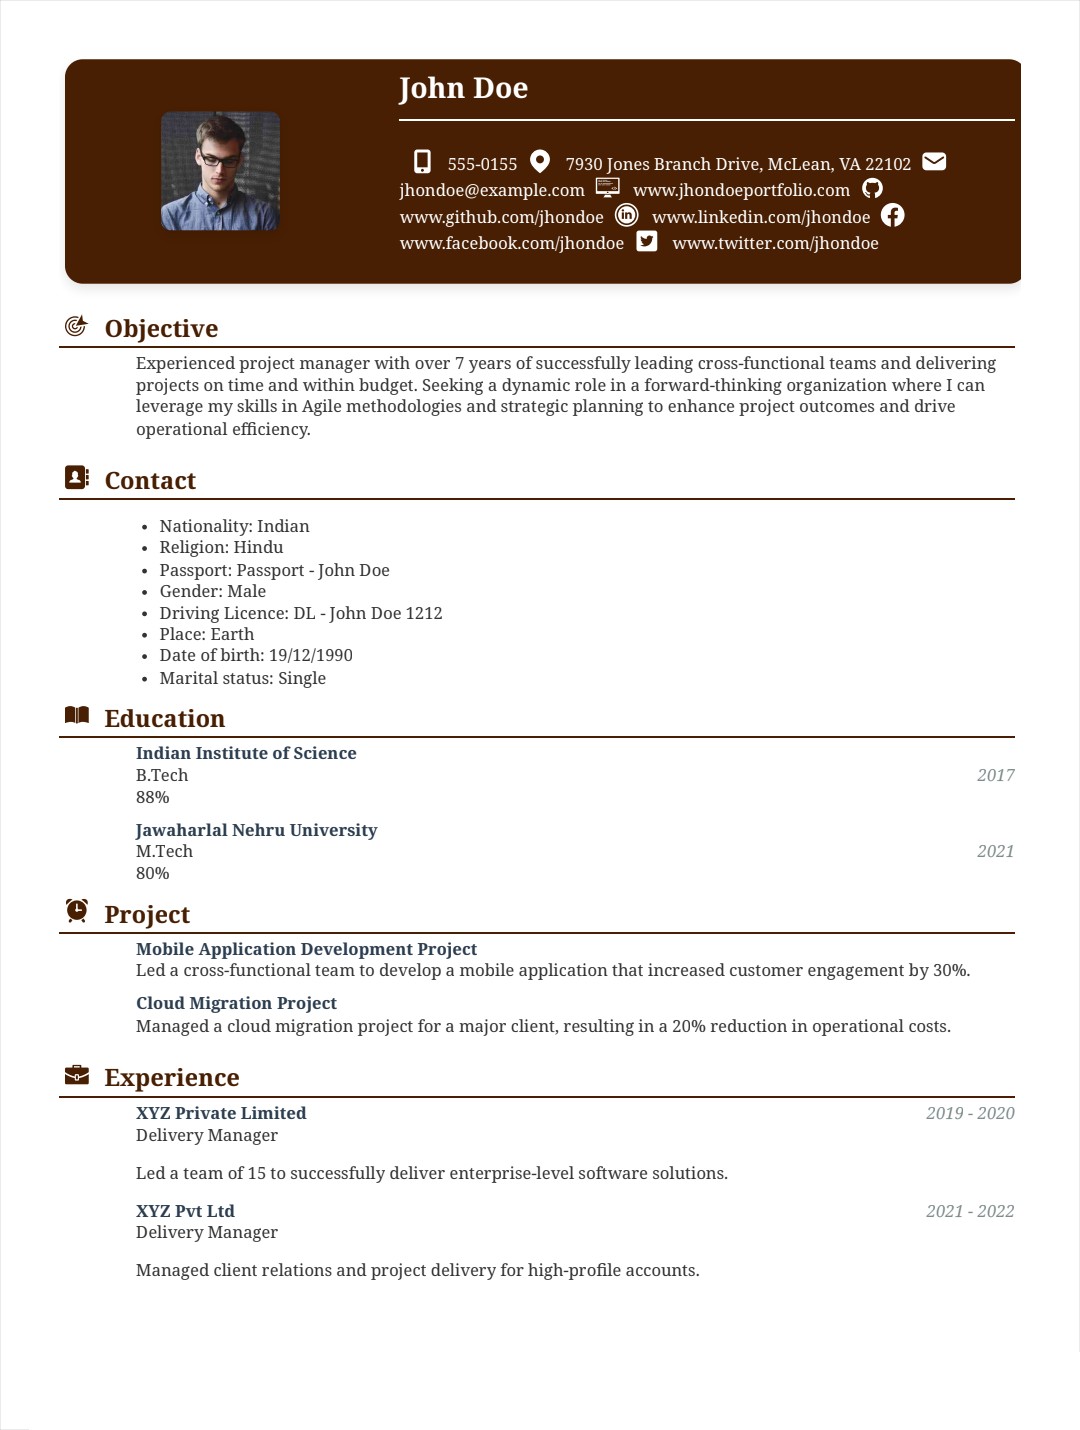 John Doe
555-0155 7930 Jones Branch Drive, McLean, VA 22102
jhondoe@example.com www.jhondoeportfolio.com
www.github.com/jhondoe www.linkedin.com/jhondoe
www.facebook.com/jhondoe www.twitter.com/jhondoe
Objective
Experienced project manager with over 7 years of successfully leading cross-functional teams and delivering
projects on time and within budget. Seeking a dynamic role in a forward-thinking organization where I can
leverage my skills in Agile methodologies and strategic planning to enhance project outcomes and drive
operational efficiency.
Contact
• Nationality: Indian
• Religion: Hindu
• Passport: Passport - John Doe
• Gender: Male
• Driving Licence: DL - John Doe 1212
• Place: Earth
• Date of birth: 19/12/1990
• Marital status: Single
Education
Indian Institute of Science
B.Tech 2017
88%
Jawaharlal Nehru University
M.Tech 2021
80%
Project
Mobile Application Development Project
Led a cross-functional team to develop a mobile application that increased customer engagement by 30%.
Cloud Migration Project
Managed a cloud migration project for a major client, resulting in a 20% reduction in operational costs.
Experience
XYZ Private Limited 2019 - 2020
Delivery Manager
Led a team of 15 to successfully deliver enterprise-level software solutions.
XYZ Pvt Ltd 2021 - 2022
Delivery Manager
Managed client relations and project delivery for high-profile accounts.